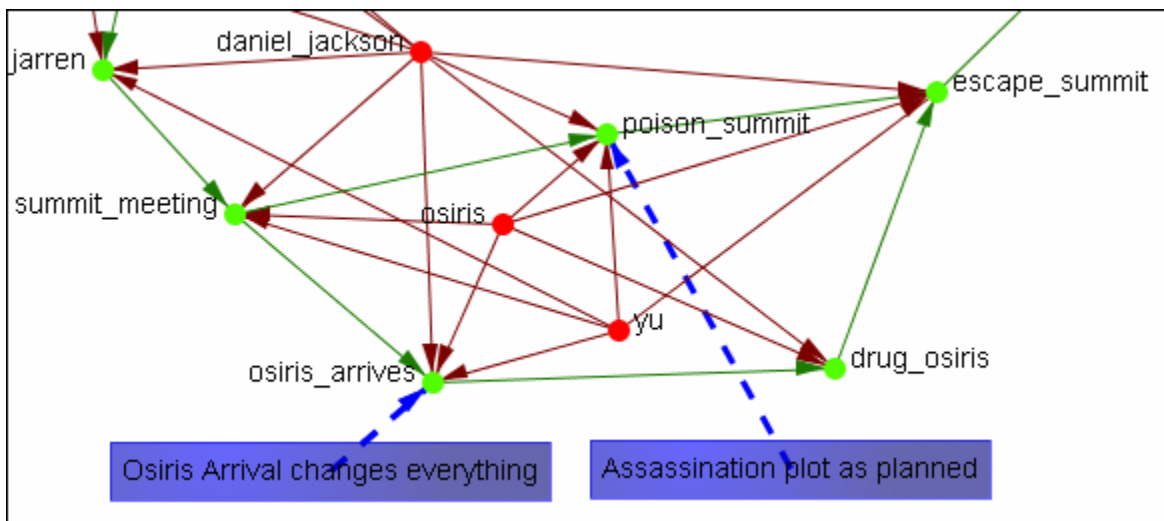 daniel_jackson
jarren
escape_summit
poison_summit
summit_meeting
osiris
yu
drug_osiris
osiris_arrives
Osiris Arrival changes everything
Assassination plot as planned